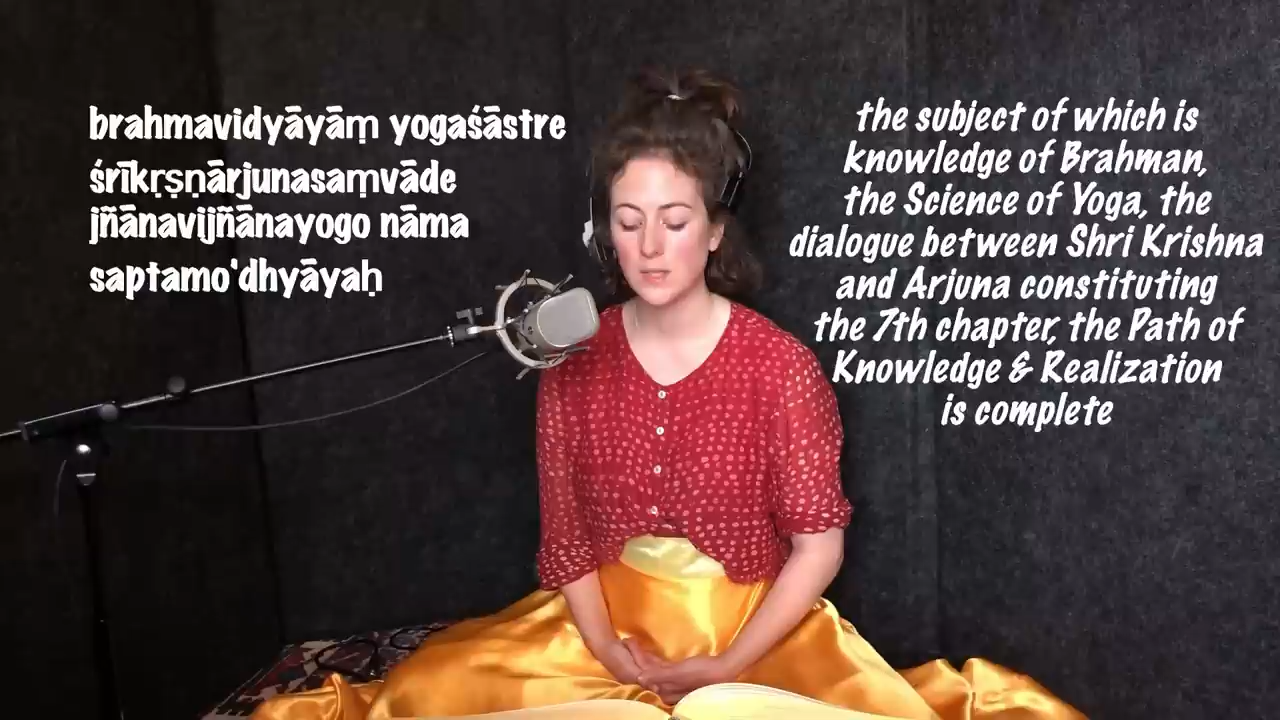 brahmavidyāyāṃ yogaśāstre
śrīkṛṣṇārjunasaṃvāde
jñānavijñānayogo nāma
saptamo'dhyāyaḥ
the subject of which is
knowledge of Brahman,
the Science of Yoga, the
dialogue between Shri Krishna
and Arjuna constituting
the 7th chapter, the Path of
Knowledge & Realization
is complete